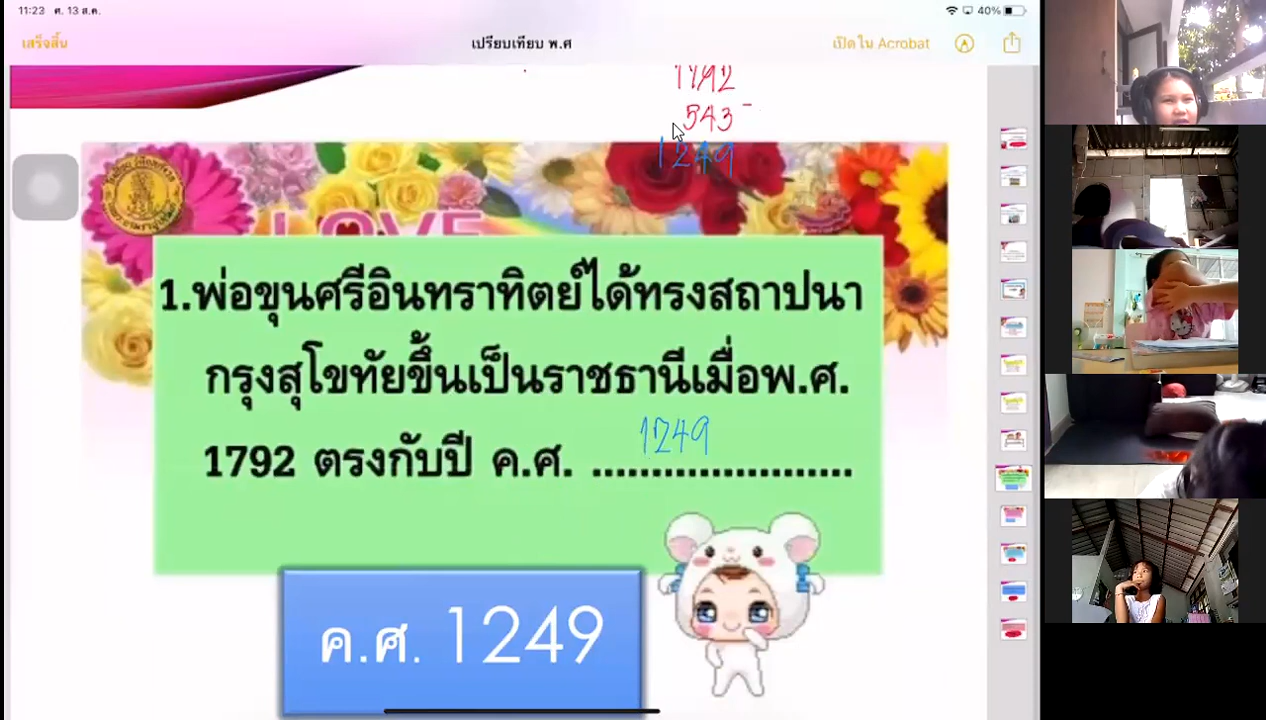 11:23 ศ. 13 ส.ค.
40%
เสร็จสิ้น
เปรียบเทียบ พ.ศ
เปิดใน Acrobat
1792
543 -
1249
LOVE
1.พ่อขุนศรีอินทราทิตย์ได้ทรงสถาปนา
กรุงสุโขทัยขึ้นเป็นราชธานีเมื่อพ.ศ.
1792 ตรงกับปี ค.ศ. ......................
1249
ค.ศ. 1249